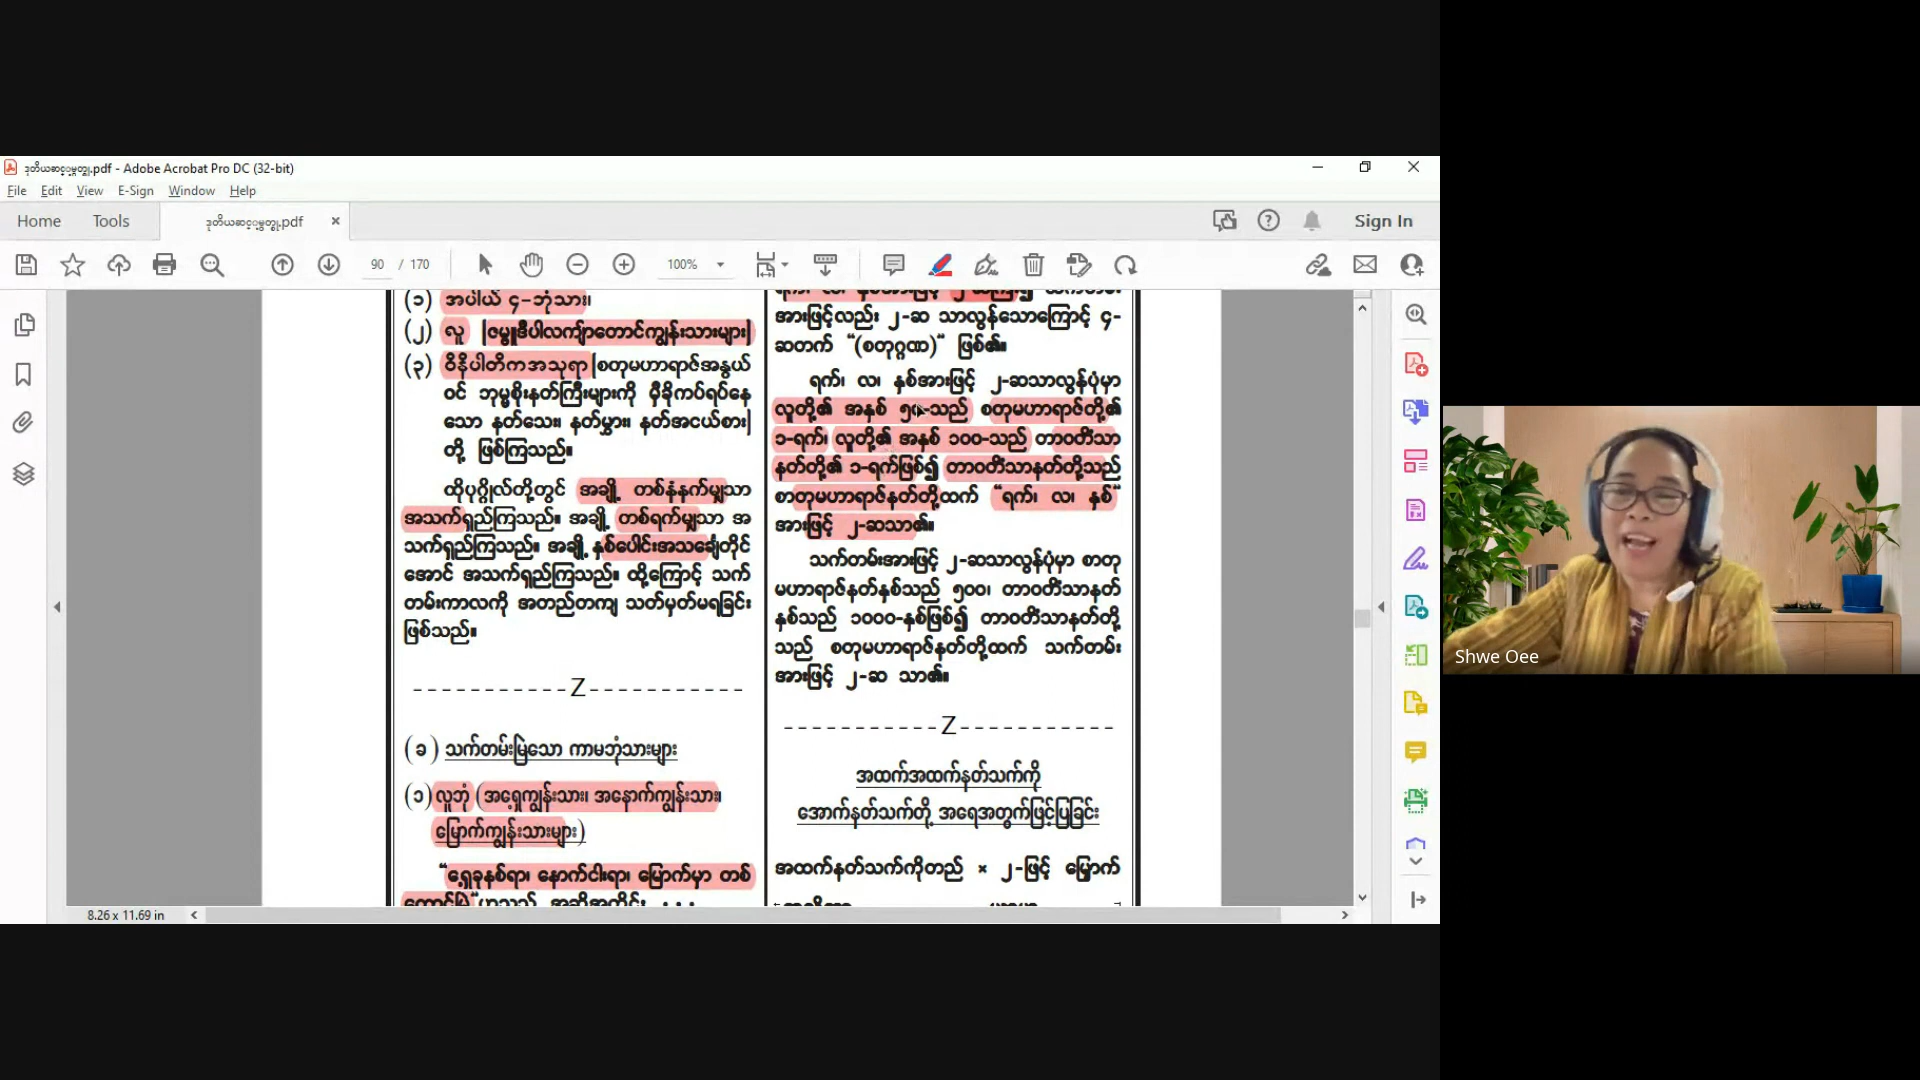 ဒုတိယဆင့်မှတ်စု.pdf - Adobe Acrobat Pro DC (32-bit)
File Edit View E-Sign Window Help
Home Tools
Sign In
90 / 170
100%
(၁) အပါယ် ၄-ဘုံသား၊
(၂) လူ [ဇမ္ဗူဒီပါလက်ျာတောင်ကျွန်းသားများ]
(၃) ဝိနိပါတိကအသုရာ [စတုမဟာရာဇ်အနွယ်
ဝင် ဘုမ္မစိုးနတ်ကြီးများကို မှီခိုကပ်ရပ်နေ
သော နတ်သေး၊ နတ်မွှား၊ နတ်အငယ်စား]
တို့ ဖြစ်ကြသည်။
ထိုပုဂ္ဂိုလ်တို့တွင် အချို့ တစ်နံနက်မျှသာ
အသက်ရှည်ကြသည်။ အချို့ တစ်ရက်မျှသာ အ
သက်ရှည်ကြသည်။ အချို့ နှစ်ပေါင်းအသင်္ချေတိုင်
အောင် အသက်ရှည်ကြသည်။ ထို့ကြောင့် သက်
တမ်းကာလကို အတည်တကျ သတ်မှတ်မရခြင်း
ဖြစ်သည်။
-----------Z-----------
(ခ) သက်တမ်းမြဲသော ကာမဘုံသားများ
(၁) လူဘုံ (အရှေ့ကျွန်းသား၊ အနောက်ကျွန်းသား၊
မြောက်ကျွန်းသားများ)
“ရှေ့ခုနစ်ရာ၊ နောက်ငါးရာ၊ မြောက်မှာ တစ်
ထောင်မြဲ”ဟူသည့် အဆိုအတိုင်း . . . .
အားဖြင့်လည်း ၂-ဆ သာလွန်သောကြောင့် ၄-
ဆတက် “(စတုဂ္ဂုဏ)” ဖြစ်၏။
ရက်၊ လ၊ နှစ်အားဖြင့် ၂-ဆသာလွန်ပုံမှာ
လူတို့၏ အနှစ် ၅၀-သည် စတုမဟာရာဇ်တို့၏
၁-ရက်၊ လူတို့၏ အနှစ် ၁၀၀-သည် တာဝတိံသာ
နတ်တို့၏ ၁-ရက်ဖြစ်၍ တာဝတိံသာနတ်တို့သည်
စာတုမဟာရာဇ်နတ်တို့ထက် “ရက်၊ လ၊ နှစ်”
အားဖြင့် ၂-ဆသာ၏။
သက်တမ်းအားဖြင့် ၂-ဆသာလွန်ပုံမှာ စာတု
မဟာရာဇ်နတ်နှစ်သည် ၅၀၀၊ တာဝတိံသာနတ်
နှစ်သည် ၁၀၀၀-နှစ်ဖြစ်၍ တာဝတိံသာနတ်တို့
သည် စတုမဟာရာဇ်နတ်တို့ထက် သက်တမ်း
အားဖြင့် ၂-ဆ သာ၏။
-----------Z-----------
အထက်အထက်နတ်သက်ကို
အောက်နတ်သက်တို့ အရေအတွက်ဖြင့်ပြခြင်း
အထက်နတ်သက်ကိုတည် × ၂-ဖြင့် မြှောက်
8.26 x 11.69 in
Shwe Oee